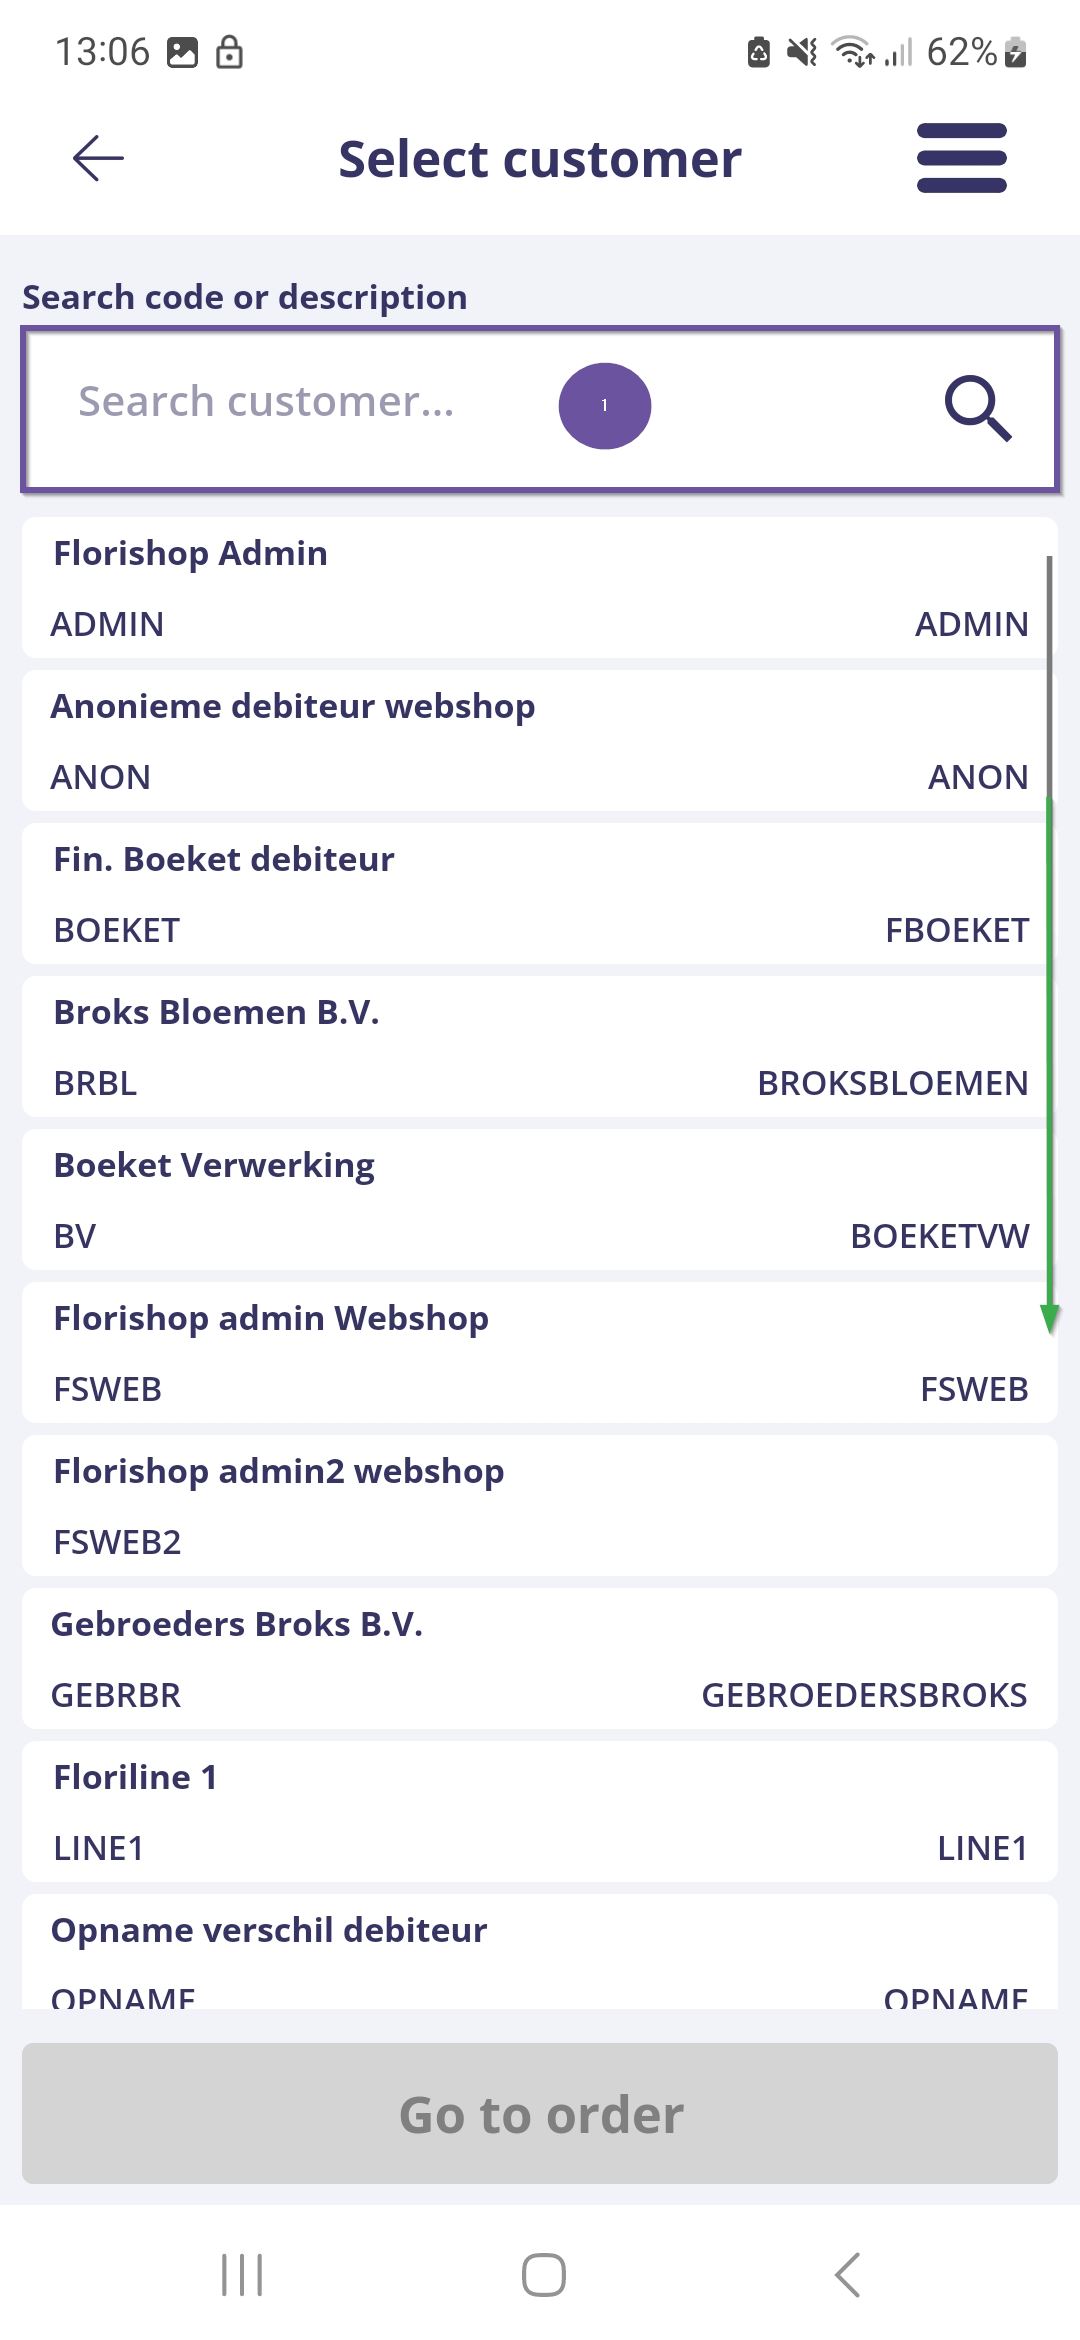 13:06 62%
Select customer
Search code or description
Search customer...
1
Florishop Admin
ADMIN ADMIN
Anonieme debiteur webshop
ANON ANON
Fin. Boeket debiteur
BOEKET FBOEKET
Broks Bloemen B.V.
BRBL BROKSBLOEMEN
Boeket Verwerking
BV BOEKETVW
Florishop admin Webshop
FSWEB FSWEB
Florishop admin2 webshop
FSWEB2
Gebroeders Broks B.V.
GEBRBR GEBROEDERSBROKS
Floriline 1
LINE1 LINE1
Opname verschil debiteur
OPNAME OPNAME
Go to order